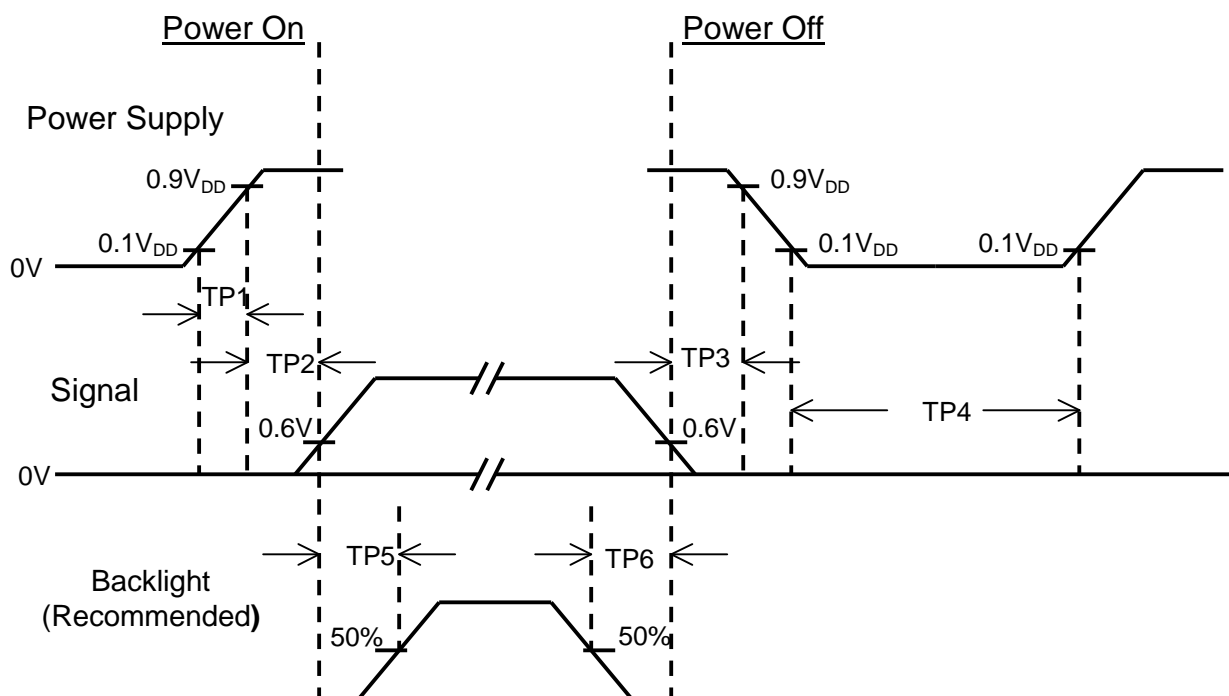 Power On
Power Off
Power Supply
0.9V_DD
0.9V_DD
0.1V_DD
0.1V_DD
0.1V_DD
0V
TP1
TP2
TP3
Signal
TP4
0.6V
0.6V
0V
TP5
TP6
Backlight
(Recommended)
50%
50%